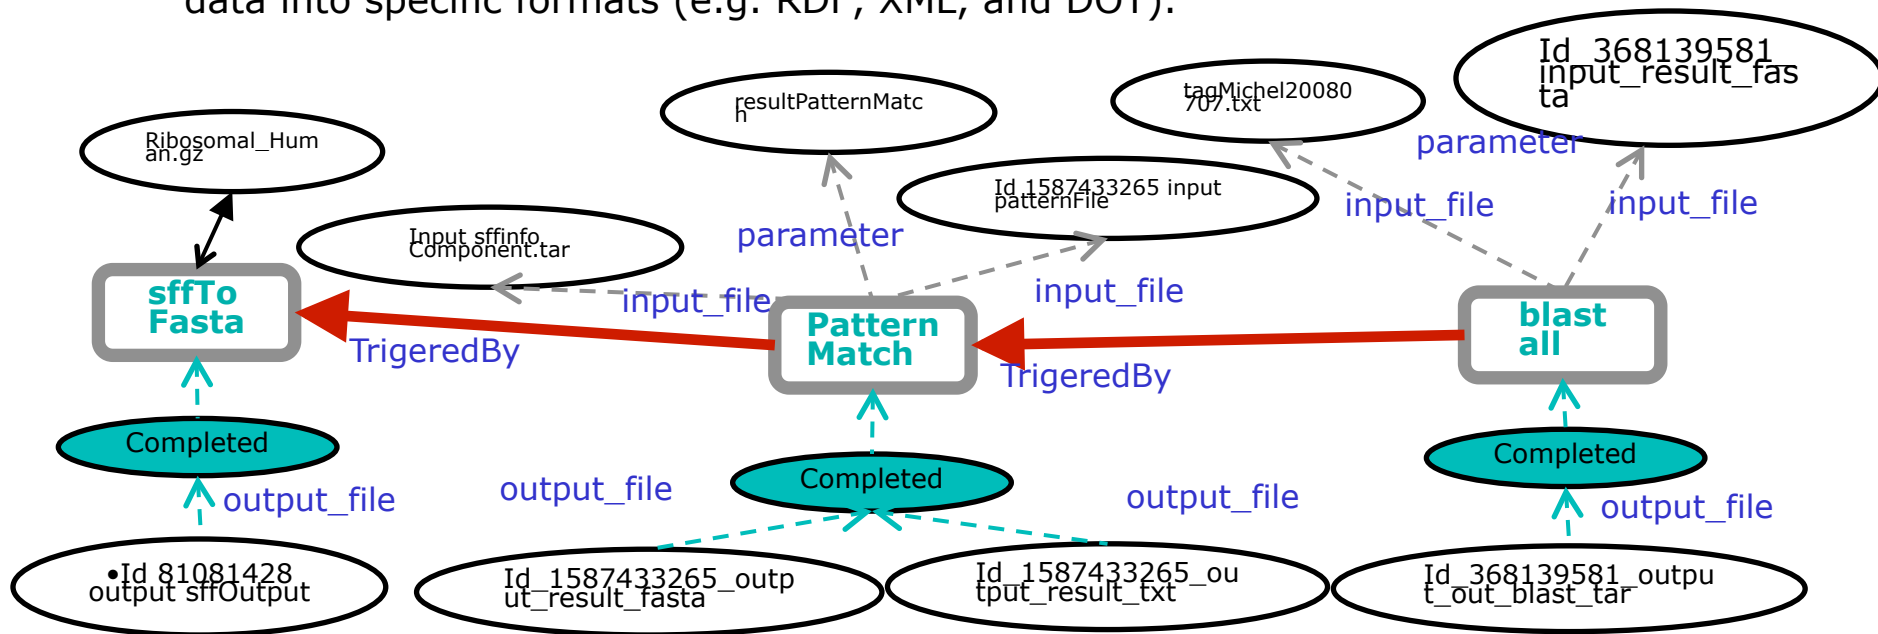 data into specific formats (e.g. RDF, XML, and DOT).
Id_368139581_
input_result_fas
ta
resultPatternMatc
h
tagMichel20080
707.txt
parameter
Ribosomal_Hum
an.gz
Id 1587433265 input
patternFile
input_file
input_file
Input sffinfo
Component.tar
parameter
sffTo
Fasta
input_file
input_file
Pattern
Match
blast
all
TrigeredBy
TrigeredBy
Completed
Completed
Completed
output_file
output_file
output_file
output_file
•Id 81081428
output sffOutput
Id_1587433265_outp
ut_result_fasta
Id_1587433265_ou
tput_result_txt
Id_368139581_outpu
t_out_blast_tar